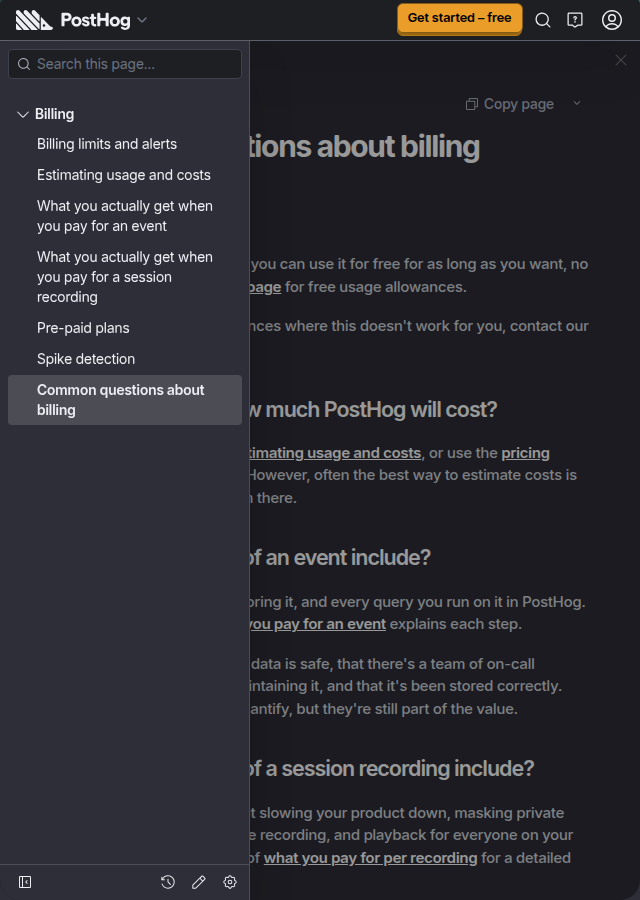 PostHog
Get started – free
Search this page...
Billing
Billing limits and alerts
Estimating usage and costs
What you actually get when
you pay for an event
What you actually get when
you pay for a session
recording
Pre-paid plans
Spike detection
Common questions about
billing
Copy page
tions about billing
you can use it for free for as long as you want, no
page for free usage allowances.
nces where this doesn't work for you, contact our
w much PostHog will cost?
timating usage and costs, or use the pricing
However, often the best way to estimate costs is
n there.
of an event include?
oring it, and every query you run on it in PostHog.
you pay for an event explains each step.
data is safe, that there's a team of on-call
intaining it, and that it's been stored correctly.
antify, but they're still part of the value.
of a session recording include?
t slowing your product down, masking private
e recording, and playback for everyone on your
of what you pay for per recording for a detailed